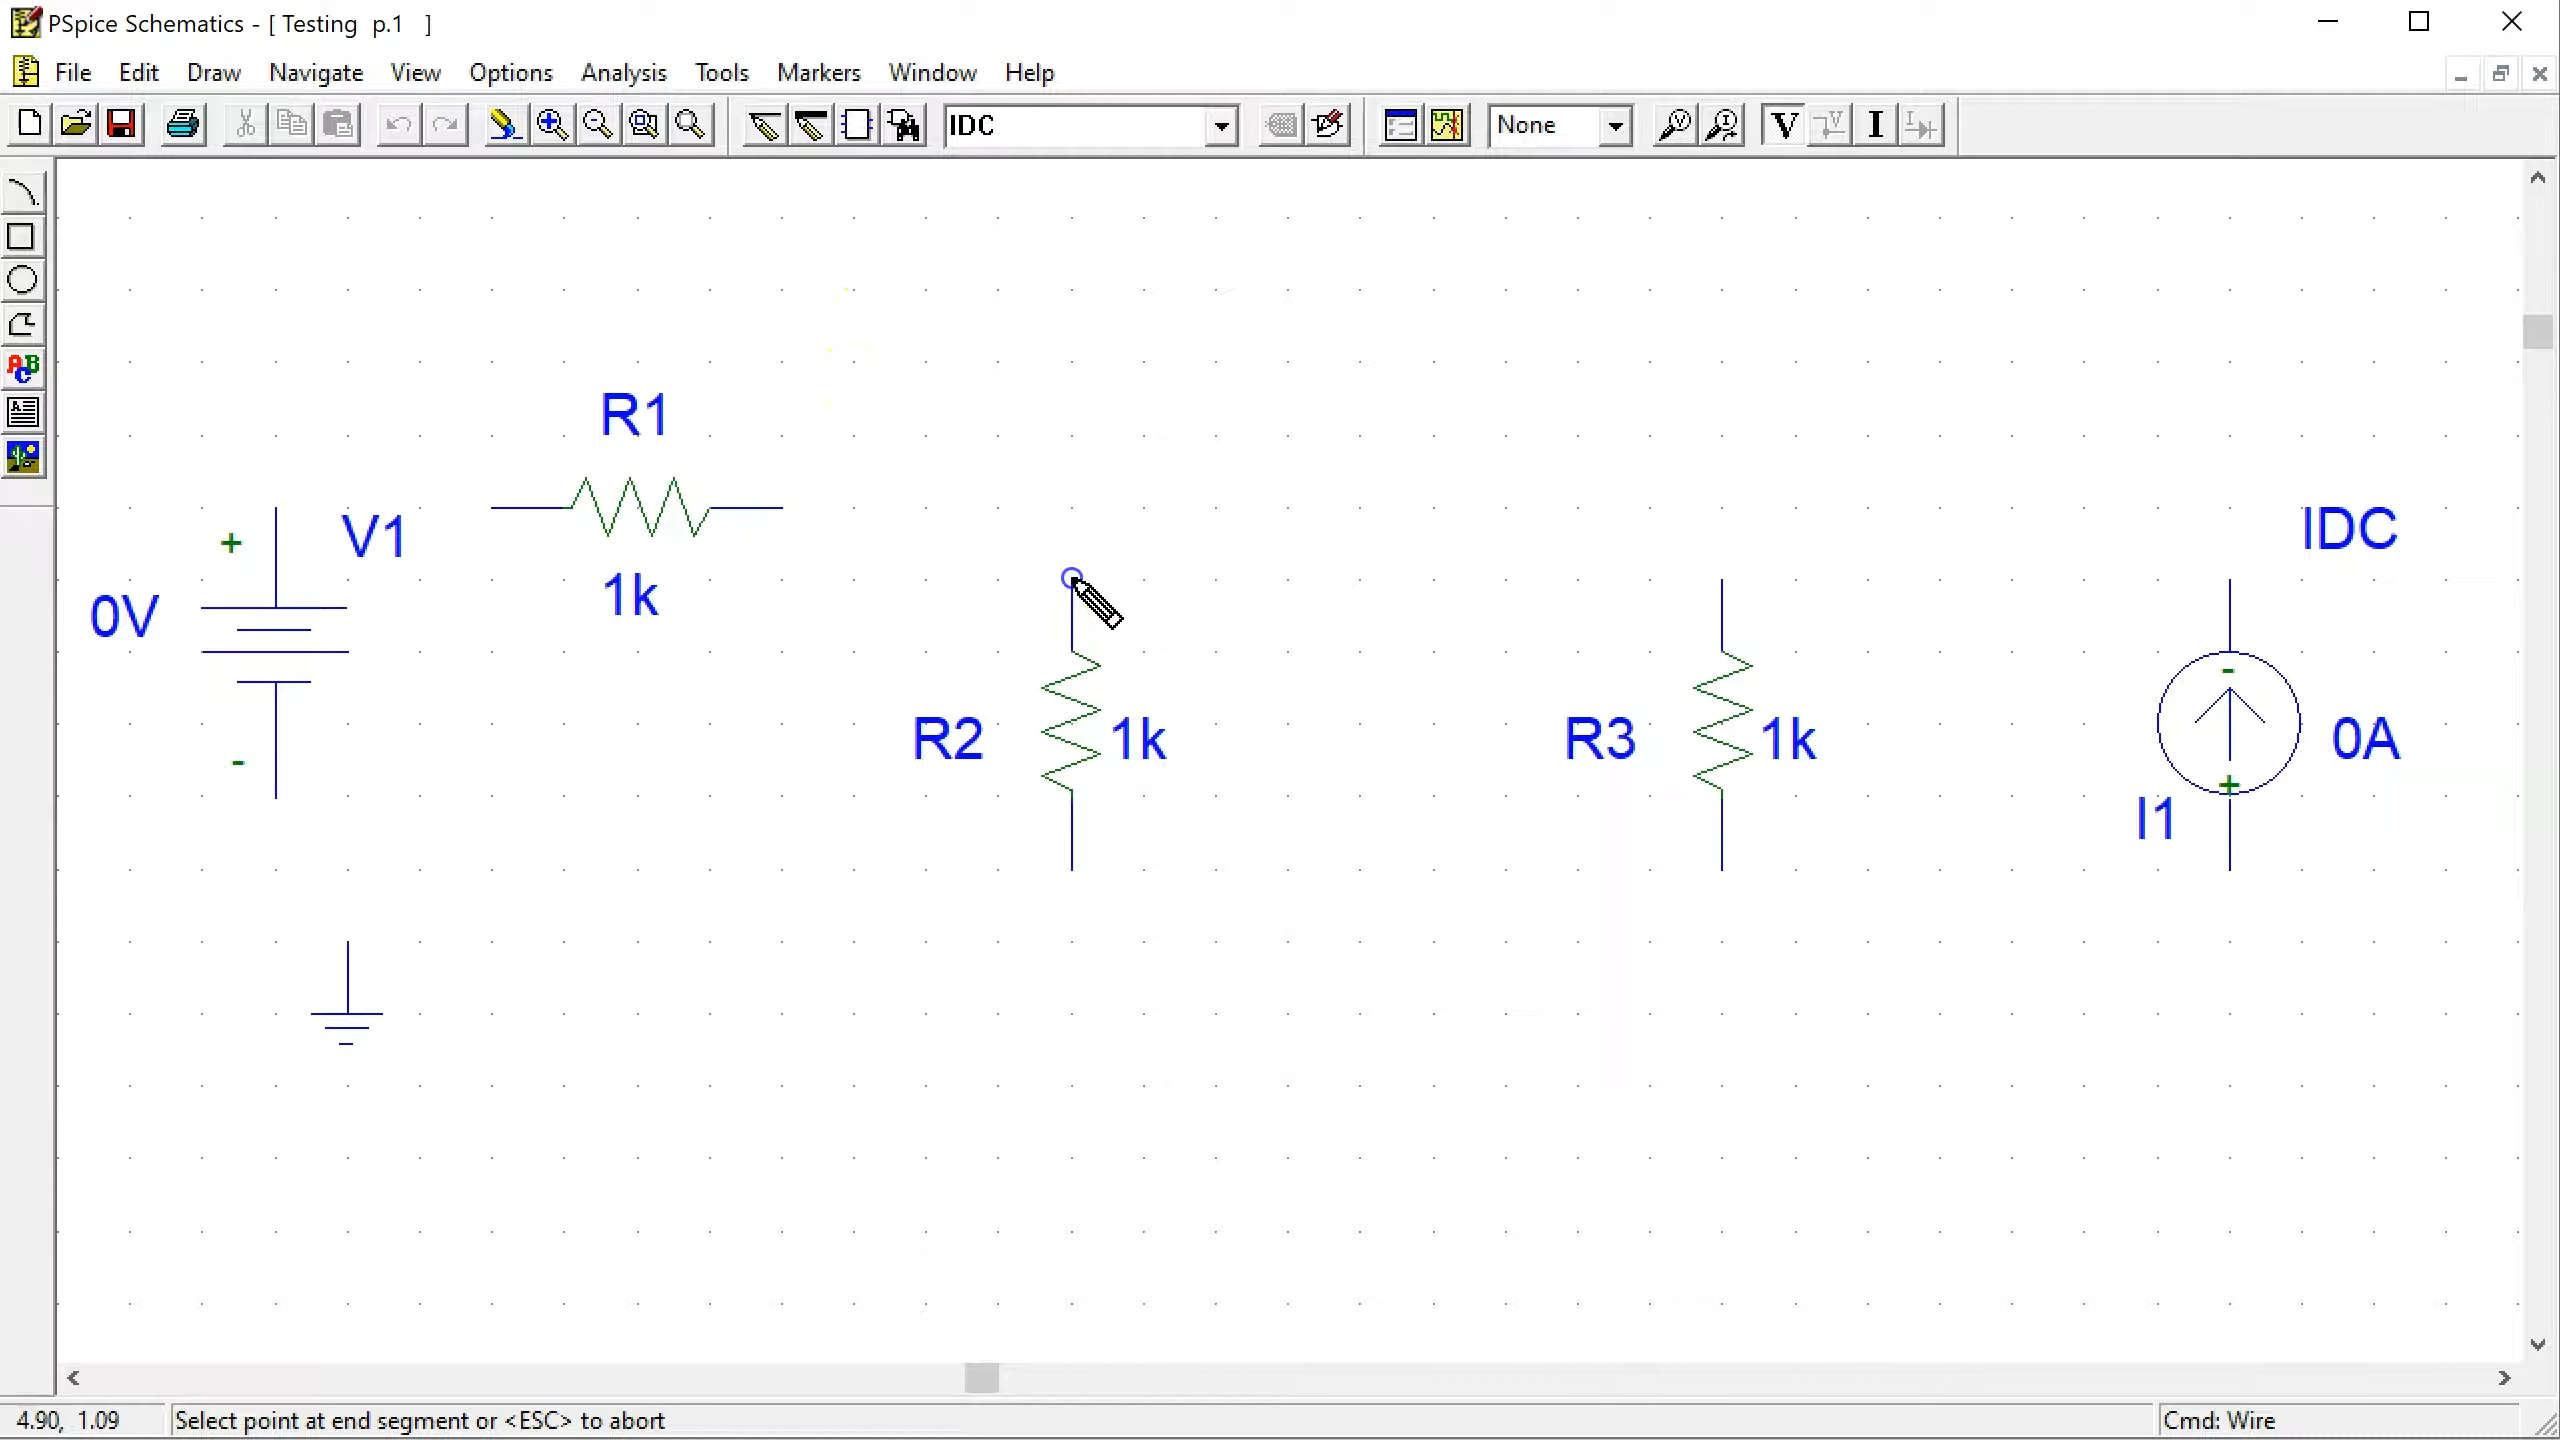 PSpice Schematics - [ Testing  p.1   ]
File Edit Draw Navigate View Options Analysis Tools Markers Window Help
IDC None V V I I
ABC
A
R1
+ V1 IDC
1k
0V
-
R2 1k R3 1k 0A
+
- I1
4.90,  1.09 Select point at end segment or <ESC> to abort Cmd: Wire